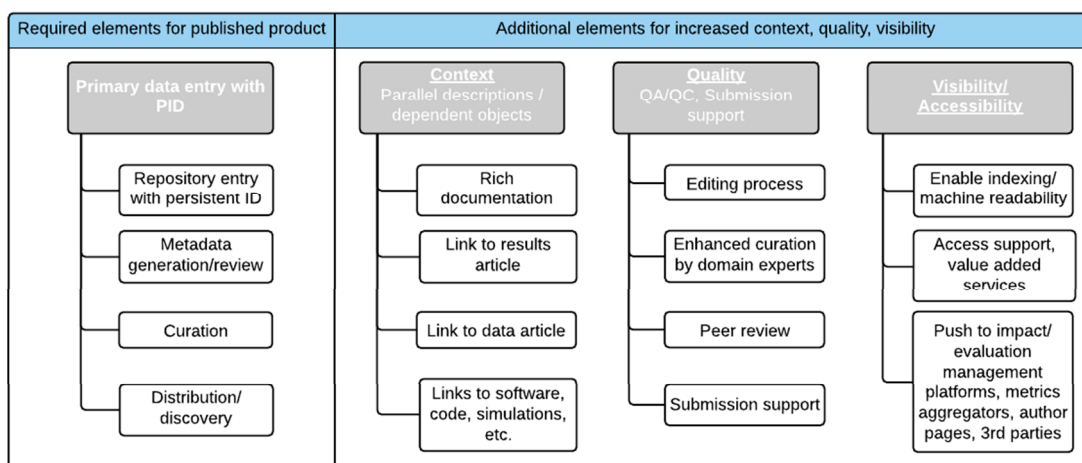 Required elements for published product
Additional elements for increased context, quality, visibility
Primary data entry with
PID
Repository entry
with persistent ID
Metadata
generation/review
Curation
Distribution/
discovery
Context
Parallel descriptions /
dependent objects
Rich
documentation
Link to results
article
Link to data article
Links to software,
code, simulations,
etc.
Quality
QA/QC, Submission
support
Editing process
Enhanced curation
by domain experts
Peer review
Submission support
Visibility/
Accessibility
Enable indexing/
machine readability
Access support,
value added
services
Push to impact/
evaluation
management
platforms, metrics
aggregators, author
pages, 3rd parties